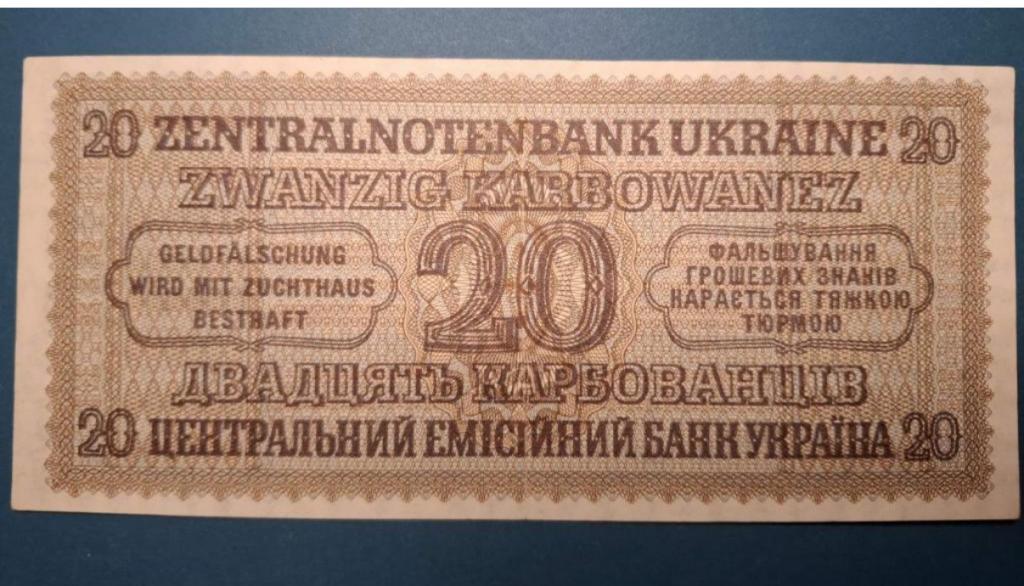 20 ZENTRALNOTENBANK UKRAINE 20
ZWANZIG KARBOWANEZ
GELDFÄLSCHUNG
WIRD MIT ZUCHTHAUS
BESTRAFT
20
ФАЛЬШУВАННЯ
ГРОШЕВИХ ЗНАКІВ
КАРАЄТЬСЯ ТЯЖКОЮ
ТЮРМОЮ
ДВАДЦЯТЬ КАРБОВАНЦІВ
20 ЦЕНТРАЛЬНИЙ ЕМІСІЙНИЙ БАНК УКРАЇНА 20